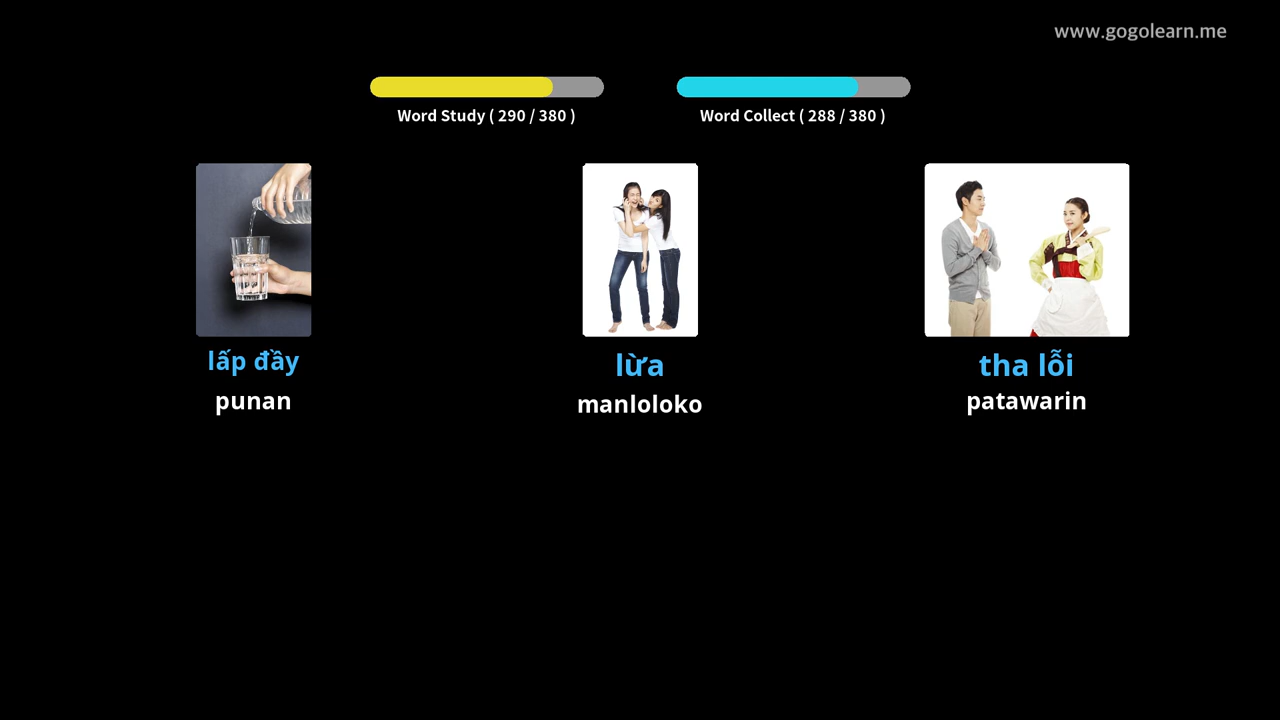 www.gogolearn.me
Word Study ( 290 / 380 )
Word Collect ( 288 / 380 )
lấp đầy
punan
lừa
manloloko
tha lỗi
patawarin